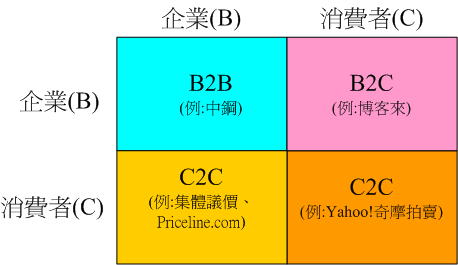 企業(B)
消費者(C)
企業(B)
B2B
(例:中鋼)
B2C
(例:博客來)
消費者(C)
C2C
(例:集體議價、
Priceline.com)
C2C
(例:Yahoo!奇摩拍賣)